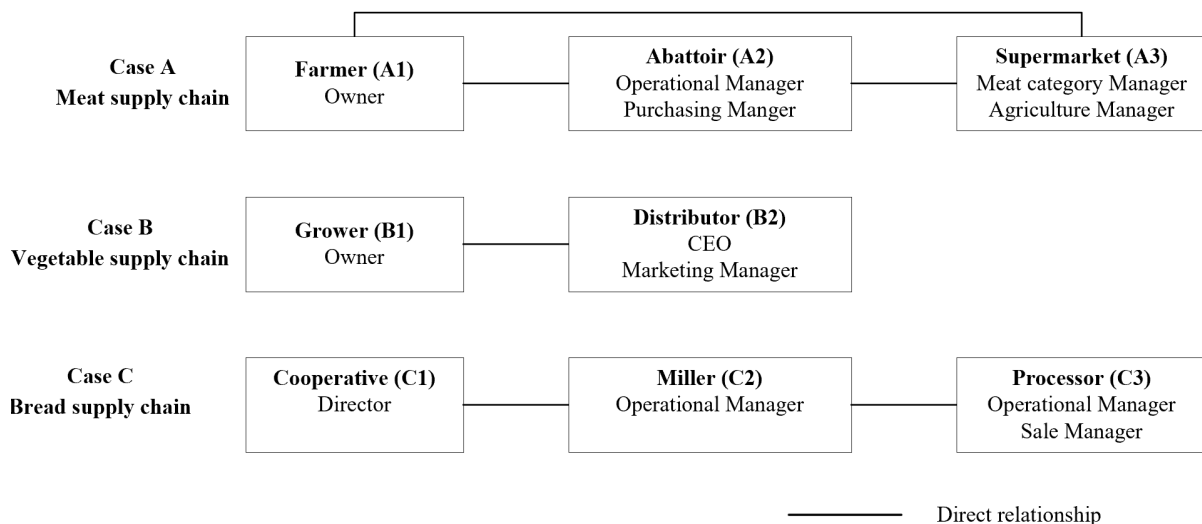 Case A
Meat supply chain
Farmer (A1)
Owner
Abattoir (A2)
Operational Manager
Purchasing Manger
Supermarket (A3)
Meat category Manager
Agriculture Manager
Case B
Vegetable supply chain
Grower (B1)
Owner
Distributor (B2)
CEO
Marketing Manager
Case C
Bread supply chain
Cooperative (C1)
Director
Miller (C2)
Operational Manager
Processor (C3)
Operational Manager
Sale Manager
Direct relationship